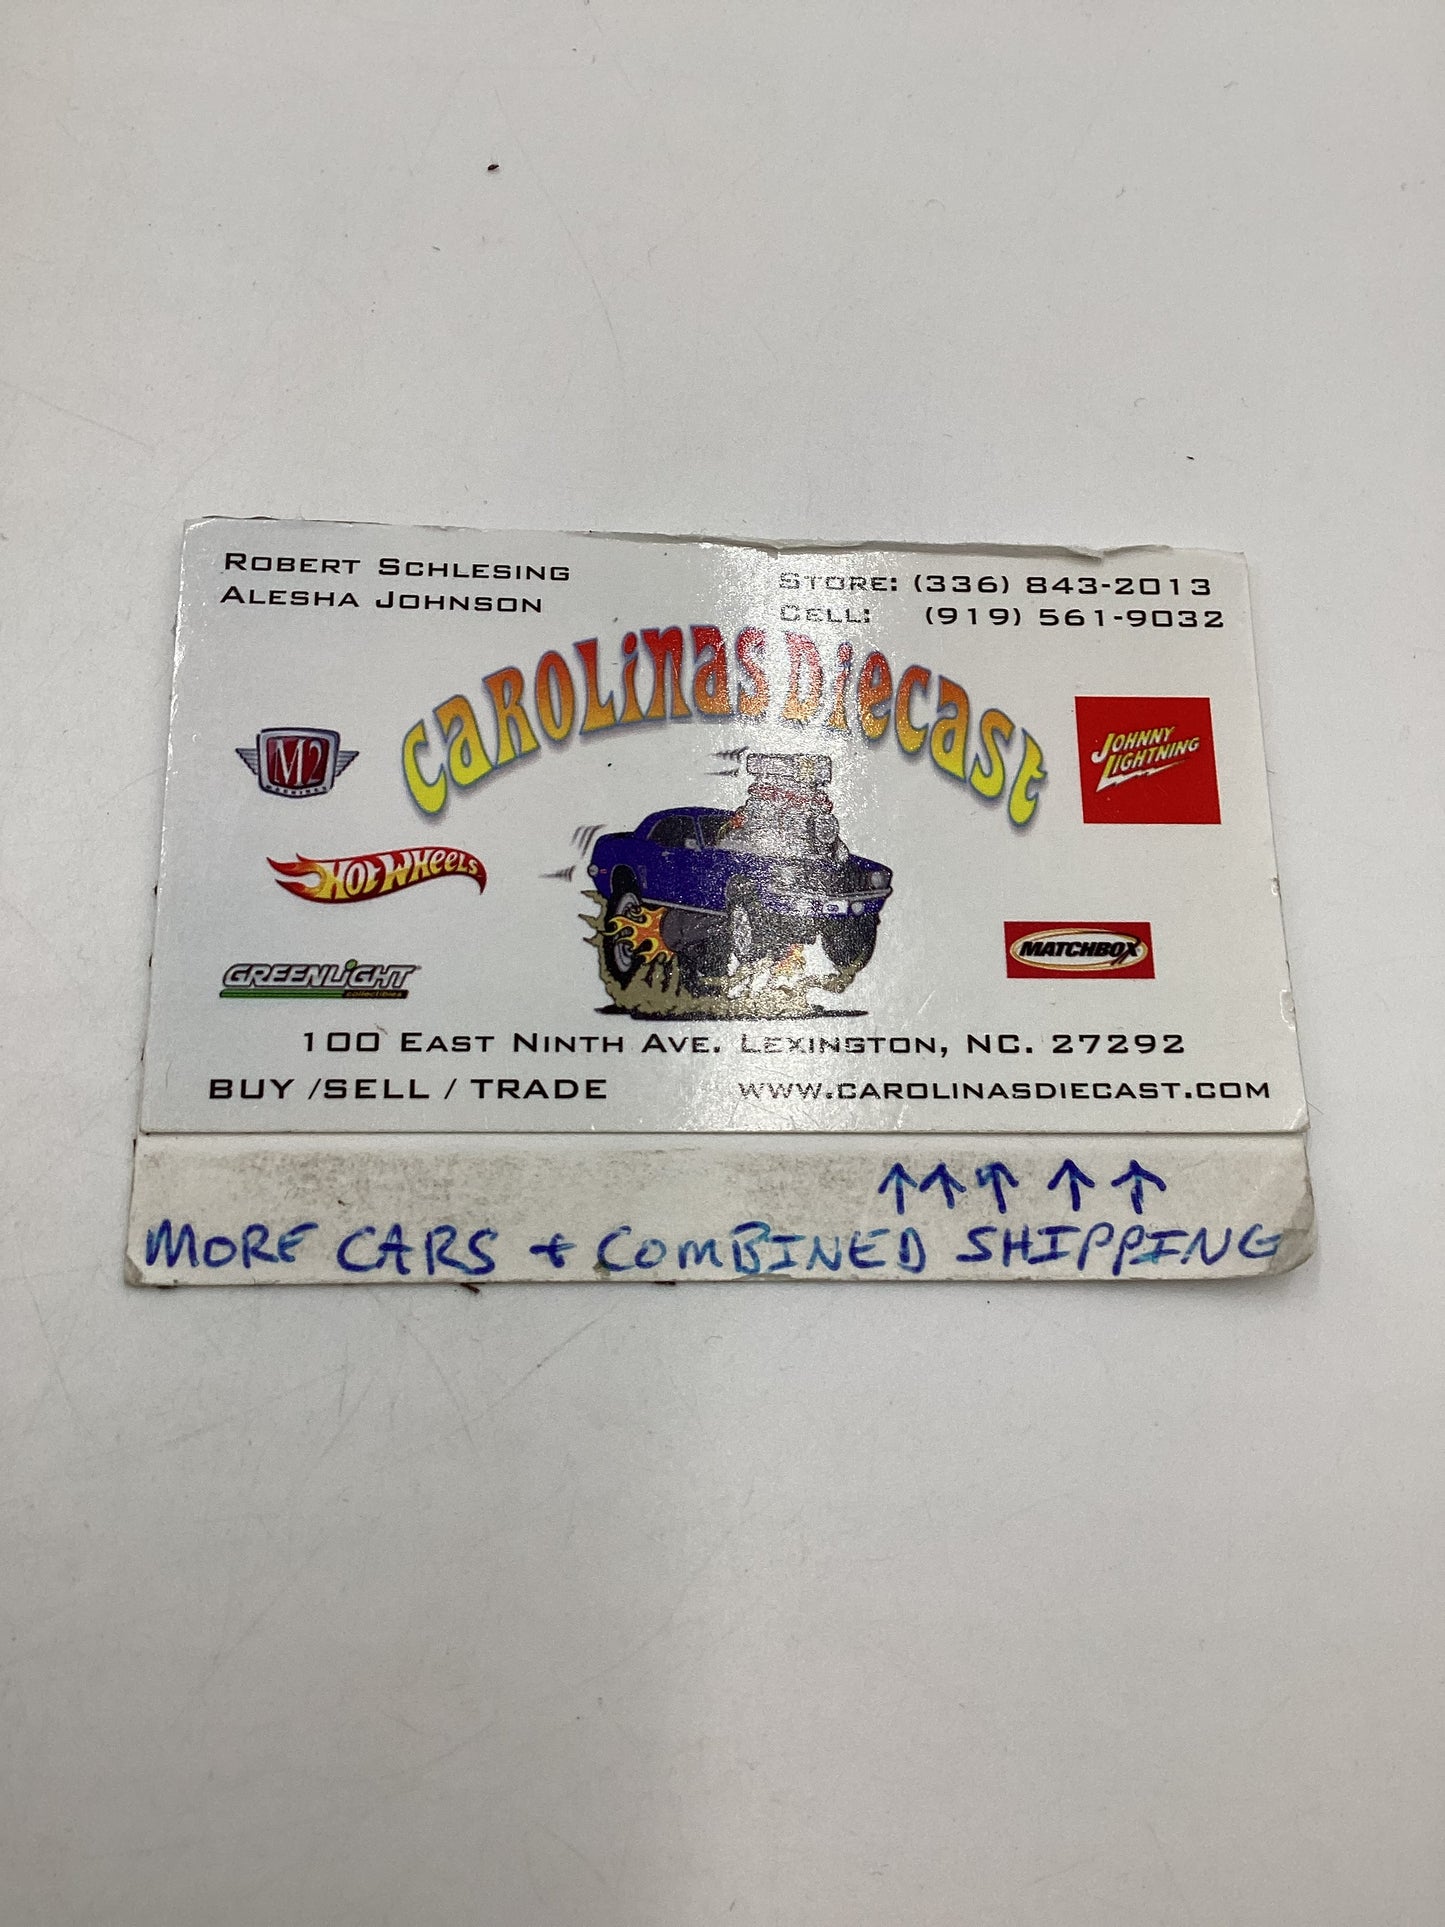 ROBERT SCHLESING
ALESHA JOHNSON
STORE: (336) 843-2013
CELL: (919) 561-9032
CAROLINAS DIECAST
M2
MACHINES
JOHNNY
LIGHTNING
HOT WHEELS
MATCHBOX
GREENLIGHT
collectibles
100 EAST NINTH AVE. LEXINGTON, NC. 27292
BUY /SELL / TRADE
WWW.CAROLINASDIECAST.COM
↑↑↑↑↑
MORE CARS + COMBINED SHIPPING